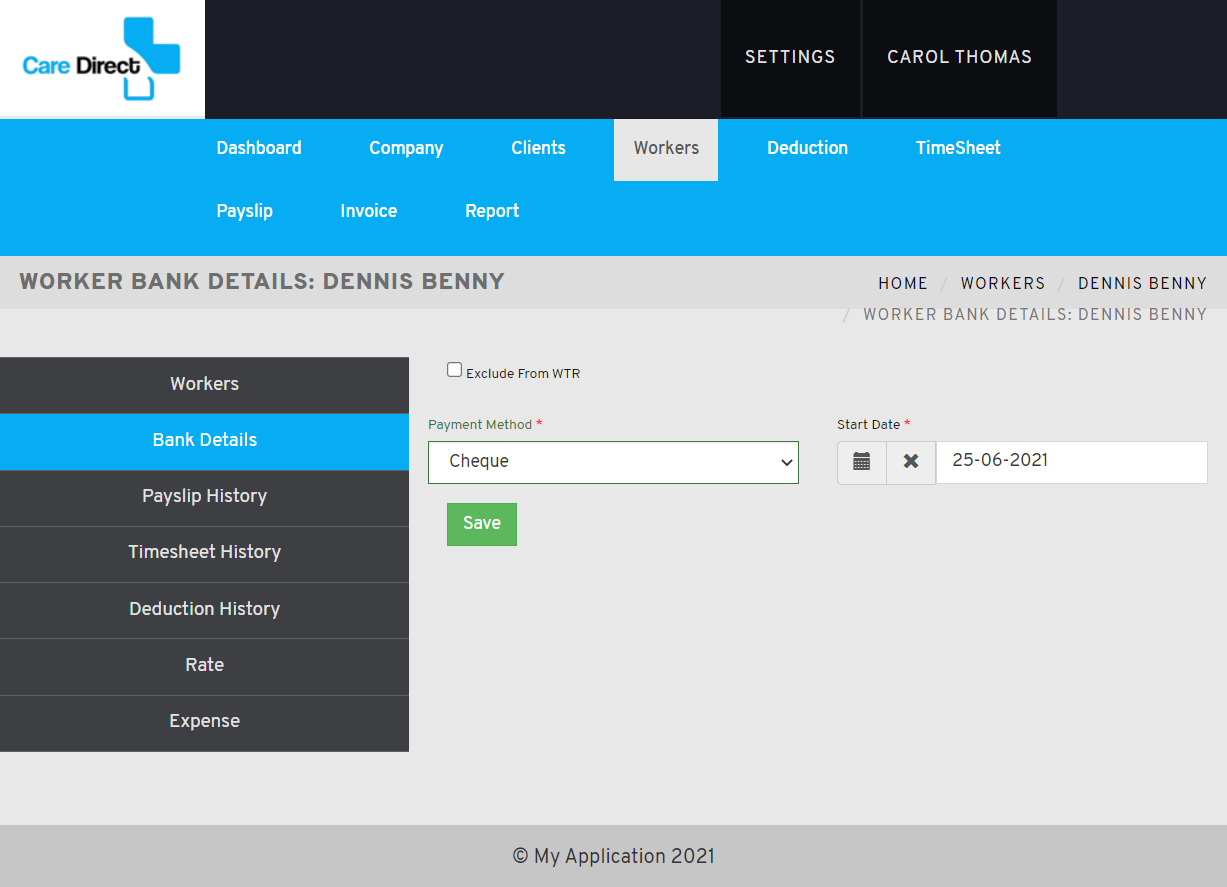 Care Direct
SETTINGS
CAROL THOMAS
Dashboard
Company
Clients
Workers
Deduction
TimeSheet
Payslip
Invoice
Report
WORKER BANK DETAILS: DENNIS BENNY
HOME / WORKERS / DENNIS BENNY
/ WORKER BANK DETAILS: DENNIS BENNY
Workers
Bank Details
Payslip History
Timesheet History
Deduction History
Rate
Expense
Exclude From WTR
Payment Method *
Cheque
Start Date *
25-06-2021
Save
© My Application 2021